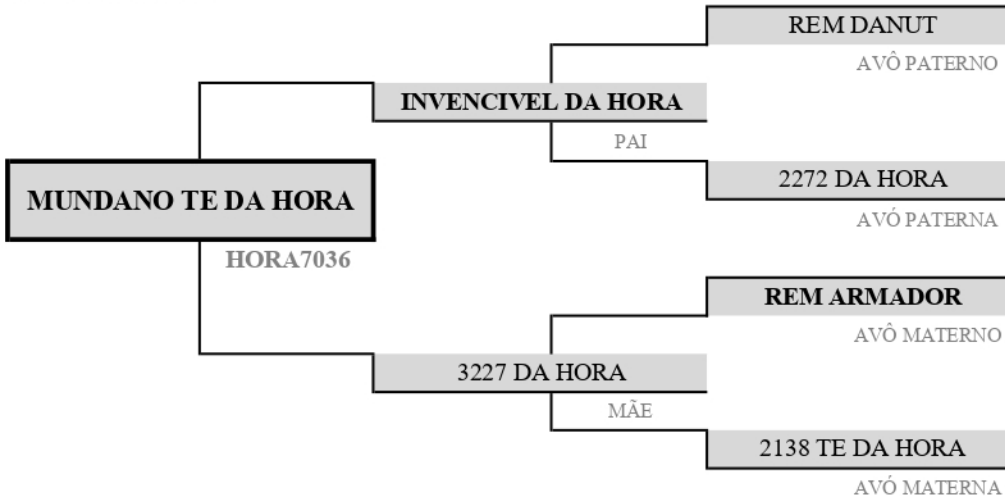 REM DANUT
AVÔ PATERNO
INVENCIVEL DA HORA
PAI
2272 DA HORA
AVÓ PATERNA
MUNDANO TE DA HORA
HORA7036
REM ARMADOR
AVÔ MATERNO
3227 DA HORA
MÃE
2138 TE DA HORA
AVÓ MATERNA